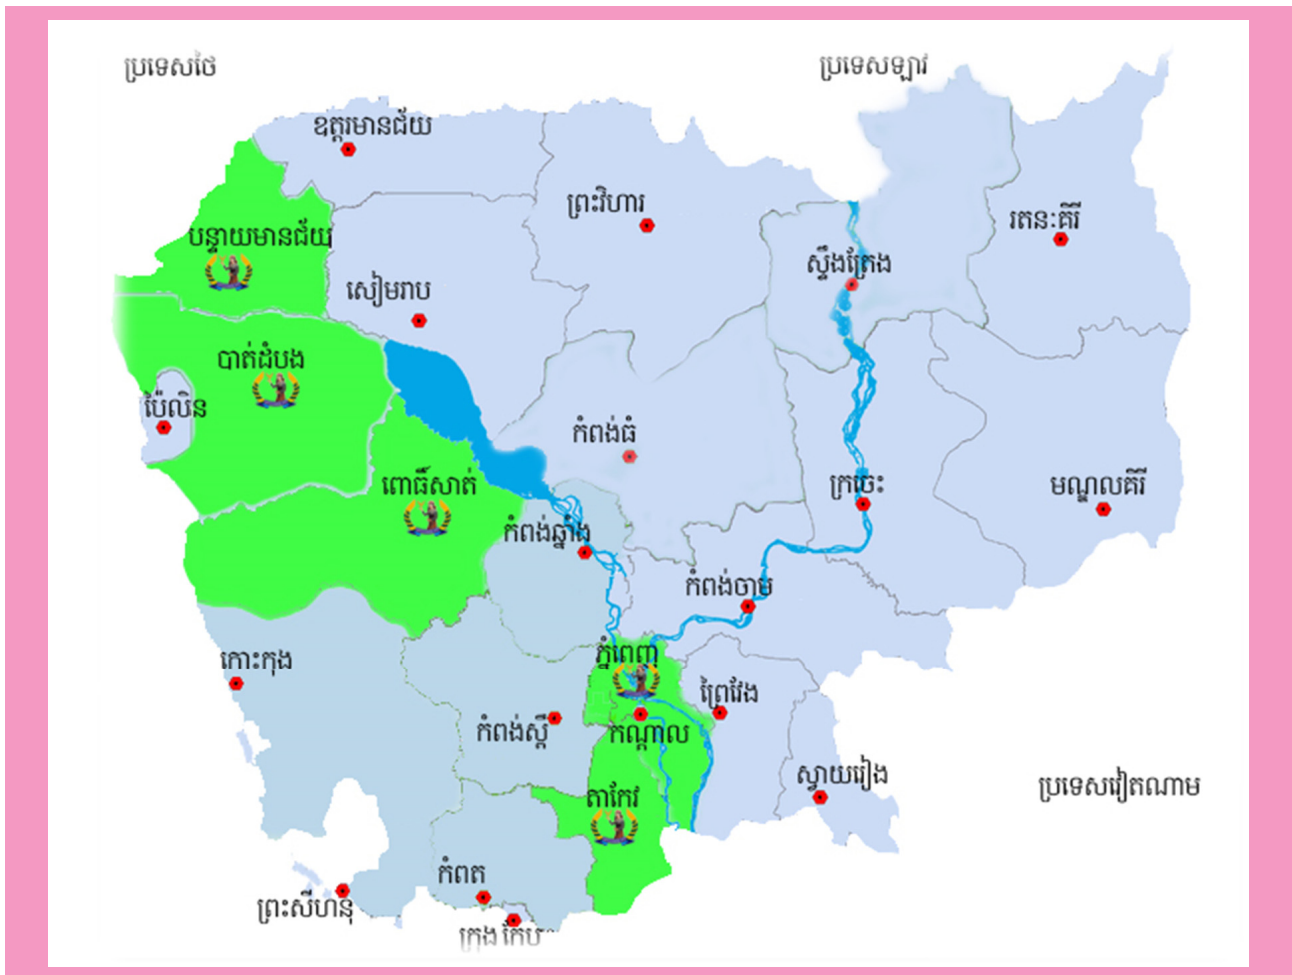 ប្រទេសថៃ
ប្រទេសឡាវ
ឧត្តរមានជ័យ
ព្រះវិហារ
រតនៈគិរី
បន្ទាយមានជ័យ
ស្ទឹងត្រែង
សៀមរាប
បាត់ដំបង
ប៉ៃលិន
កំពង់ធំ
ពោធិ៍សាត់
ក្រចេះ
មណ្ឌលគិរី
កំពង់ឆ្នាំង
កំពង់ចាម
ភ្នំពេញ
កោះកុង
ព្រៃវែង
កំពង់ស្ពឺ
កណ្តាល
ស្វាយរៀង
ប្រទេសវៀតណាម
តាកែវ
កំពត
ព្រះសីហនុ
ក្រុង កែប